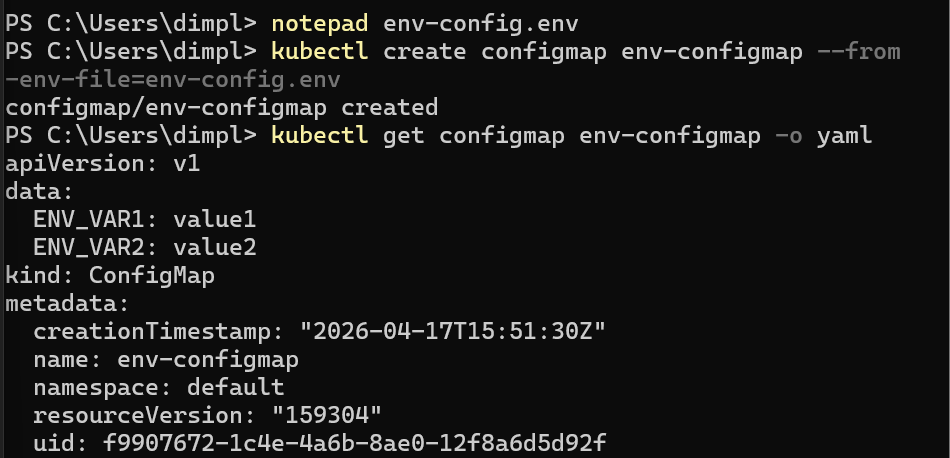 PS C:\Users\dimpl> notepad env-config.env
PS C:\Users\dimpl> kubectl create configmap env-configmap --from
-env-file=env-config.env
configmap/env-configmap created
PS C:\Users\dimpl> kubectl get configmap env-configmap -o yaml
apiVersion: v1
data:
  ENV_VAR1: value1
  ENV_VAR2: value2
kind: ConfigMap
metadata:
  creationTimestamp: "2026-04-17T15:51:30Z"
  name: env-configmap
  namespace: default
  resourceVersion: "159304"
  uid: f9907672-1c4e-4a6b-8ae0-12f8a6d5d92f